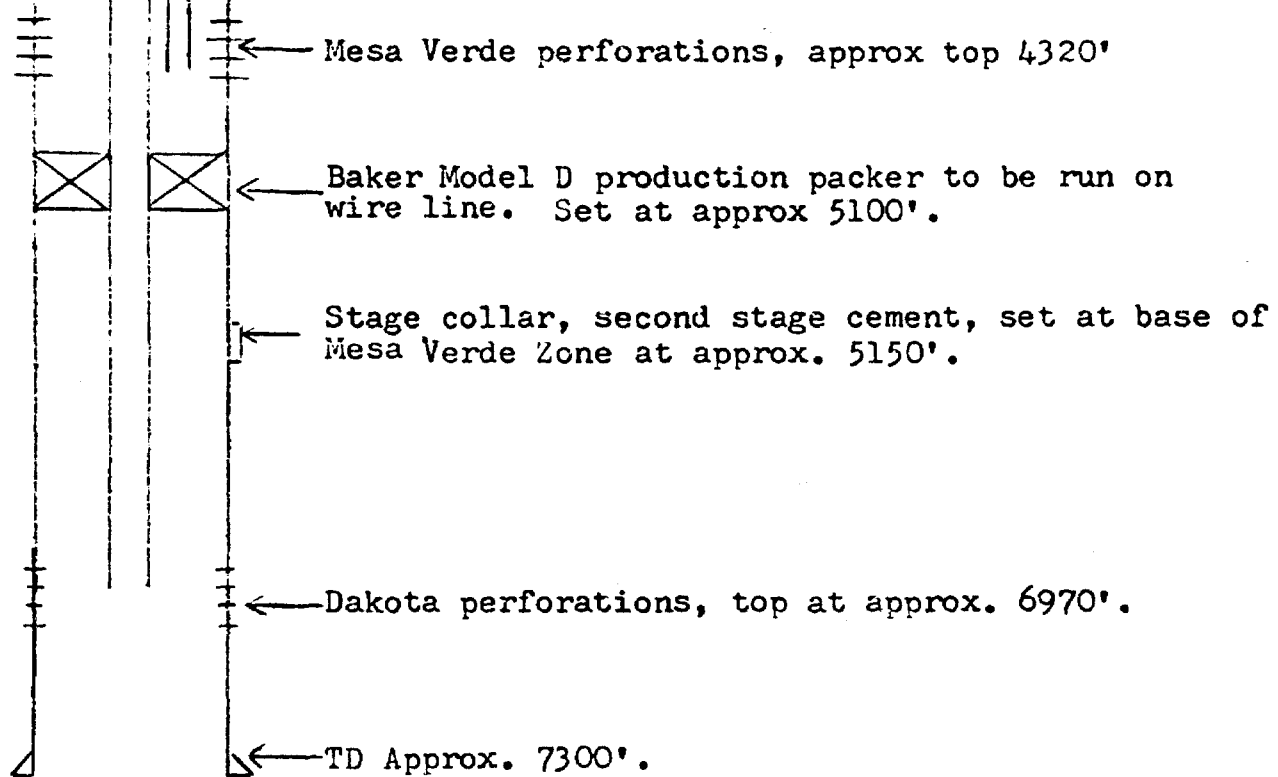 Mesa Verde perforations, approx top 4320'
Baker Model D production packer to be run on
wire line. Set at approx 5100'.
Stage collar, second stage cement, set at base of
Mesa Verde Zone at approx. 5150'.
Dakota perforations, top at approx. 6970'.
TD Approx. 7300'.